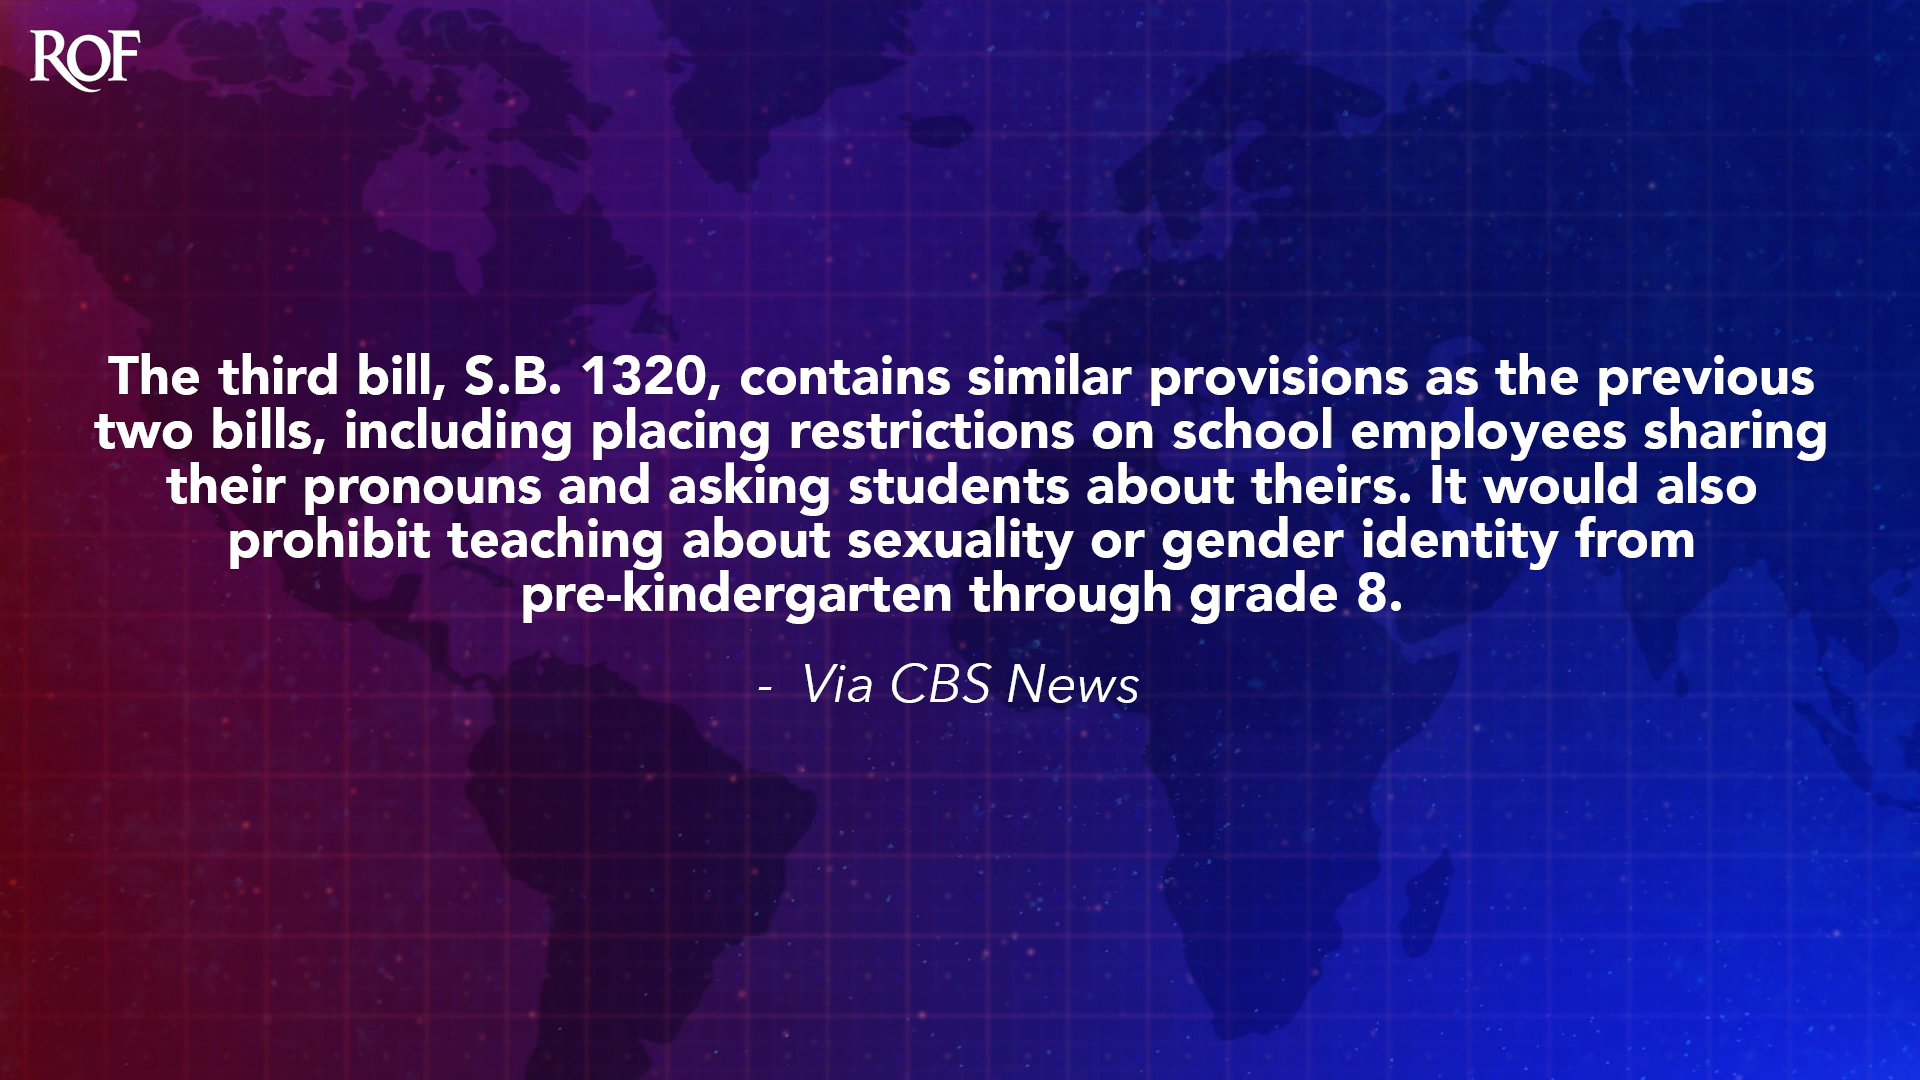 ROF
The third bill, S.B. 1320, contains similar provisions as the previous
two bills, including placing restrictions on school employees sharing
their pronouns and asking students about theirs. It would also
prohibit teaching about sexuality or gender identity from
pre-kindergarten through grade 8.
- Via CBS News